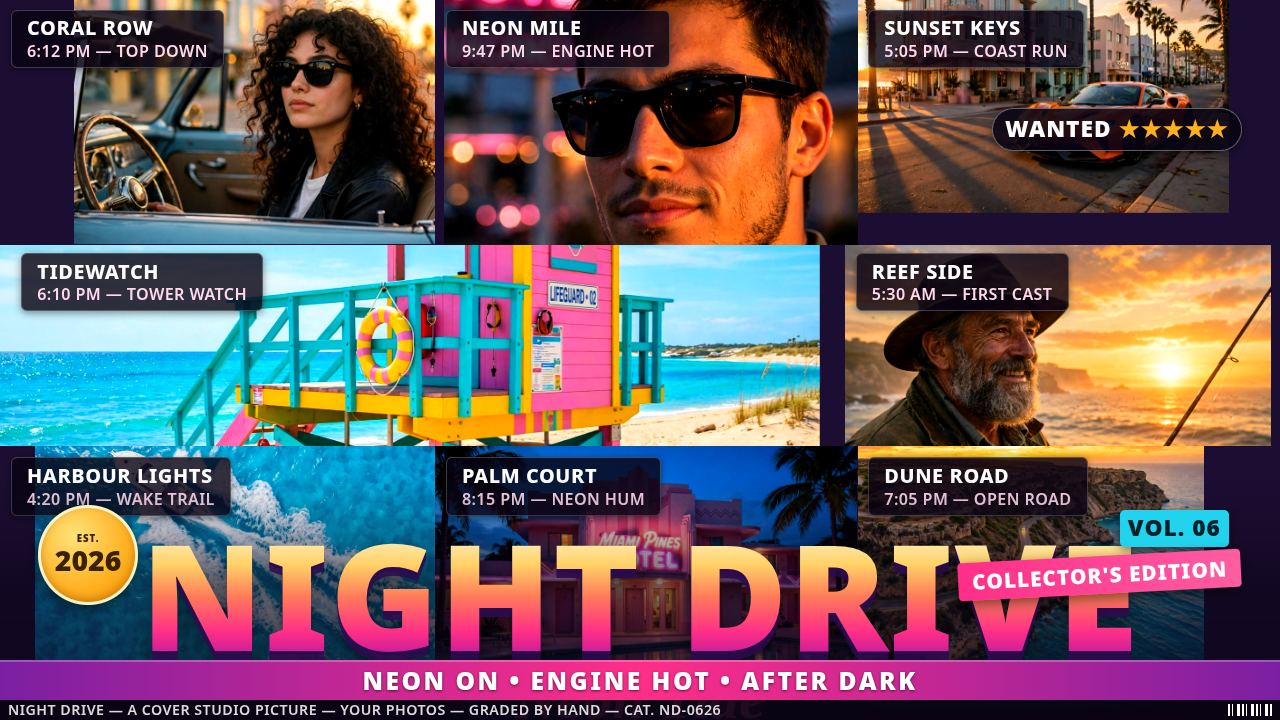 CORAL ROW
6:12 PM — TOP DOWN
NEON MILE
9:47 PM — ENGINE HOT
SUNSET KEYS
5:05 PM — COAST RUN
WANTED ★★★★★
TIDEWATCH
6:10 PM — TOWER WATCH
LIFEGUARD • 02
REEF SIDE
5:30 AM — FIRST CAST
HARBOUR LIGHTS
4:20 PM — WAKE TRAIL
PALM COURT
8:15 PM — NEON HUM
DUNE ROAD
7:05 PM — OPEN ROAD
Miami Pines
TEL
EST.
2026
NIGHT DRIVE
VOL. 06
COLLECTOR'S EDITION
NEON ON • ENGINE HOT • AFTER DARK
NIGHT DRIVE — A COVER STUDIO PICTURE — YOUR PHOTOS — GRADED BY HAND — CAT. ND-0626